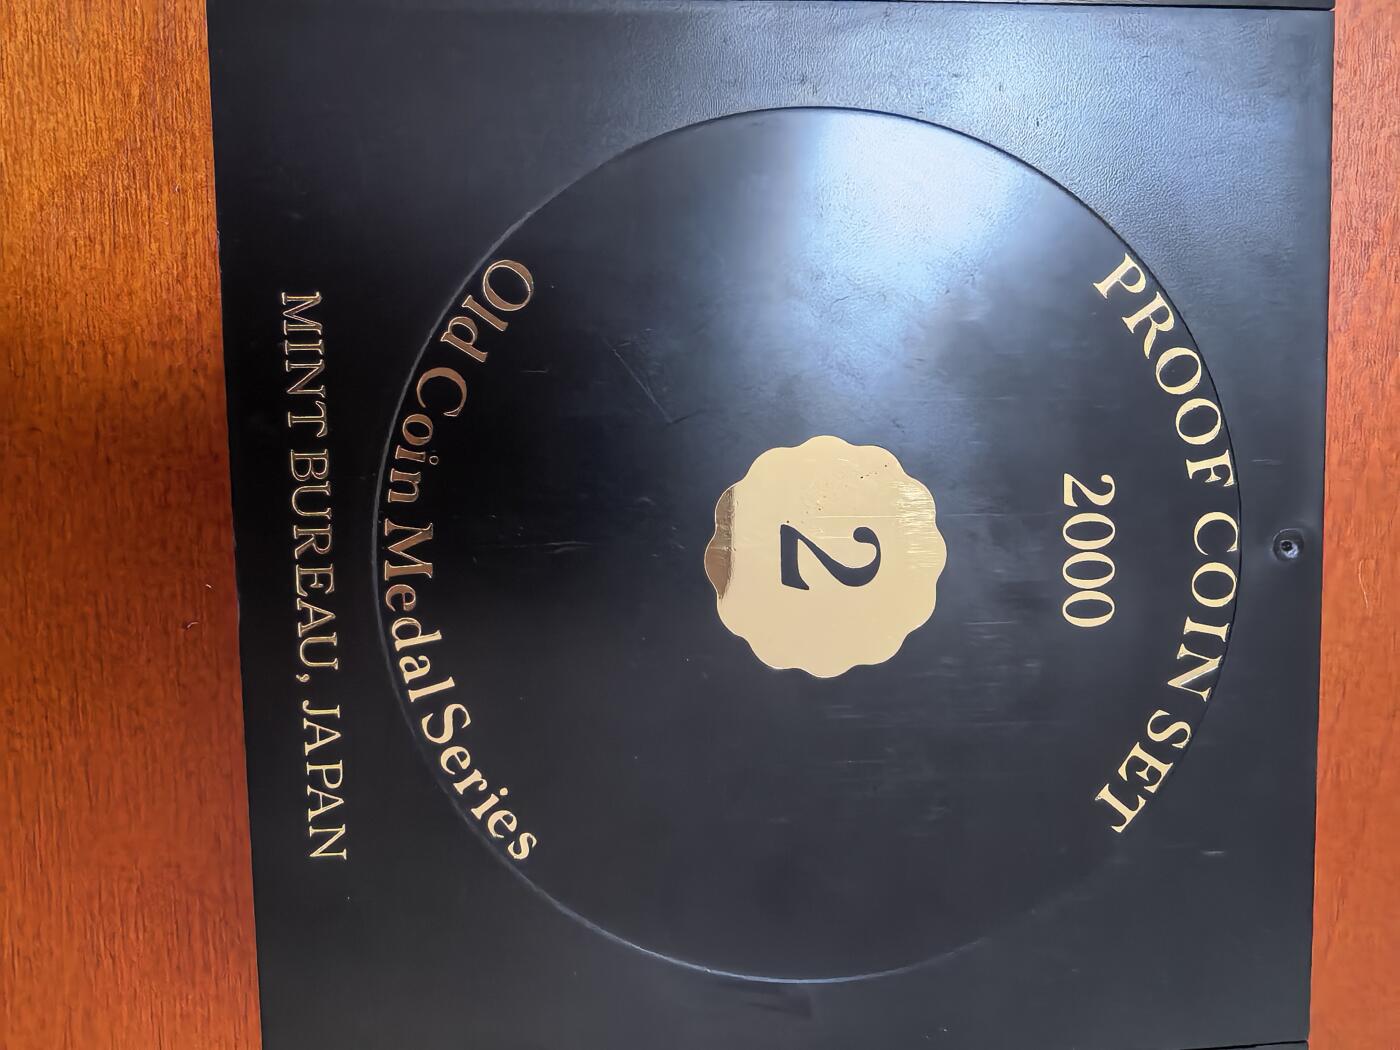 PROOF COIN SET
2000
2
Old Coin Medal Series
MINT BUREAU, JAPAN